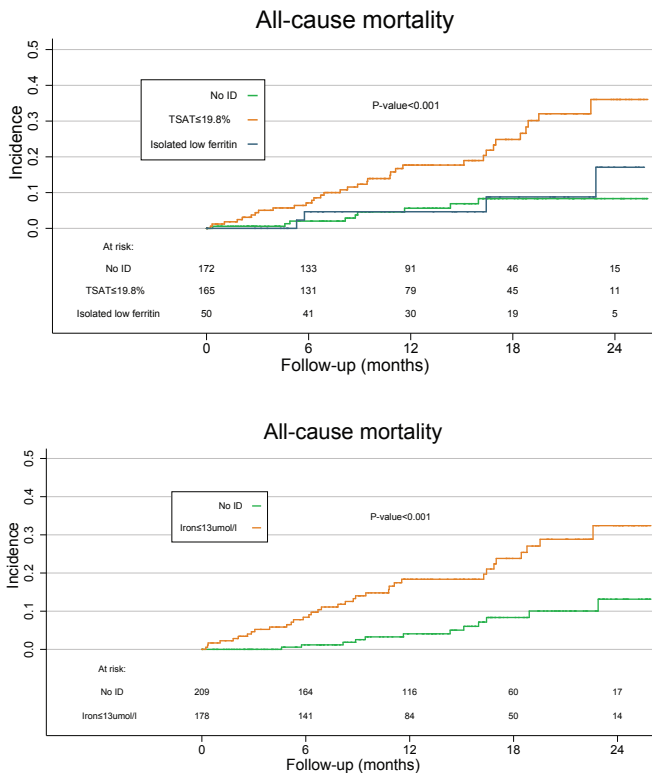 All-cause mortality
Incidence
0.5
0.4
0.3
0.2
0.1
0.0
No ID
TSAT≤19.8%
Isolated low ferritin
P-value<0.001
At risk:
No ID 172 133 91 46 15
TSAT≤19.8% 165 131 79 45 11
Isolated low ferritin 50 41 30 19 5
0 6 12 18 24
Follow-up (months)
All-cause mortality
Incidence
0.5
0.4
0.3
0.2
0.1
0.0
No ID
Iron≤13umol/l
P-value<0.001
At risk:
No ID 209 164 116 60 17
Iron≤13umol/l 178 141 84 50 14
0 6 12 18 24
Follow-up (months)